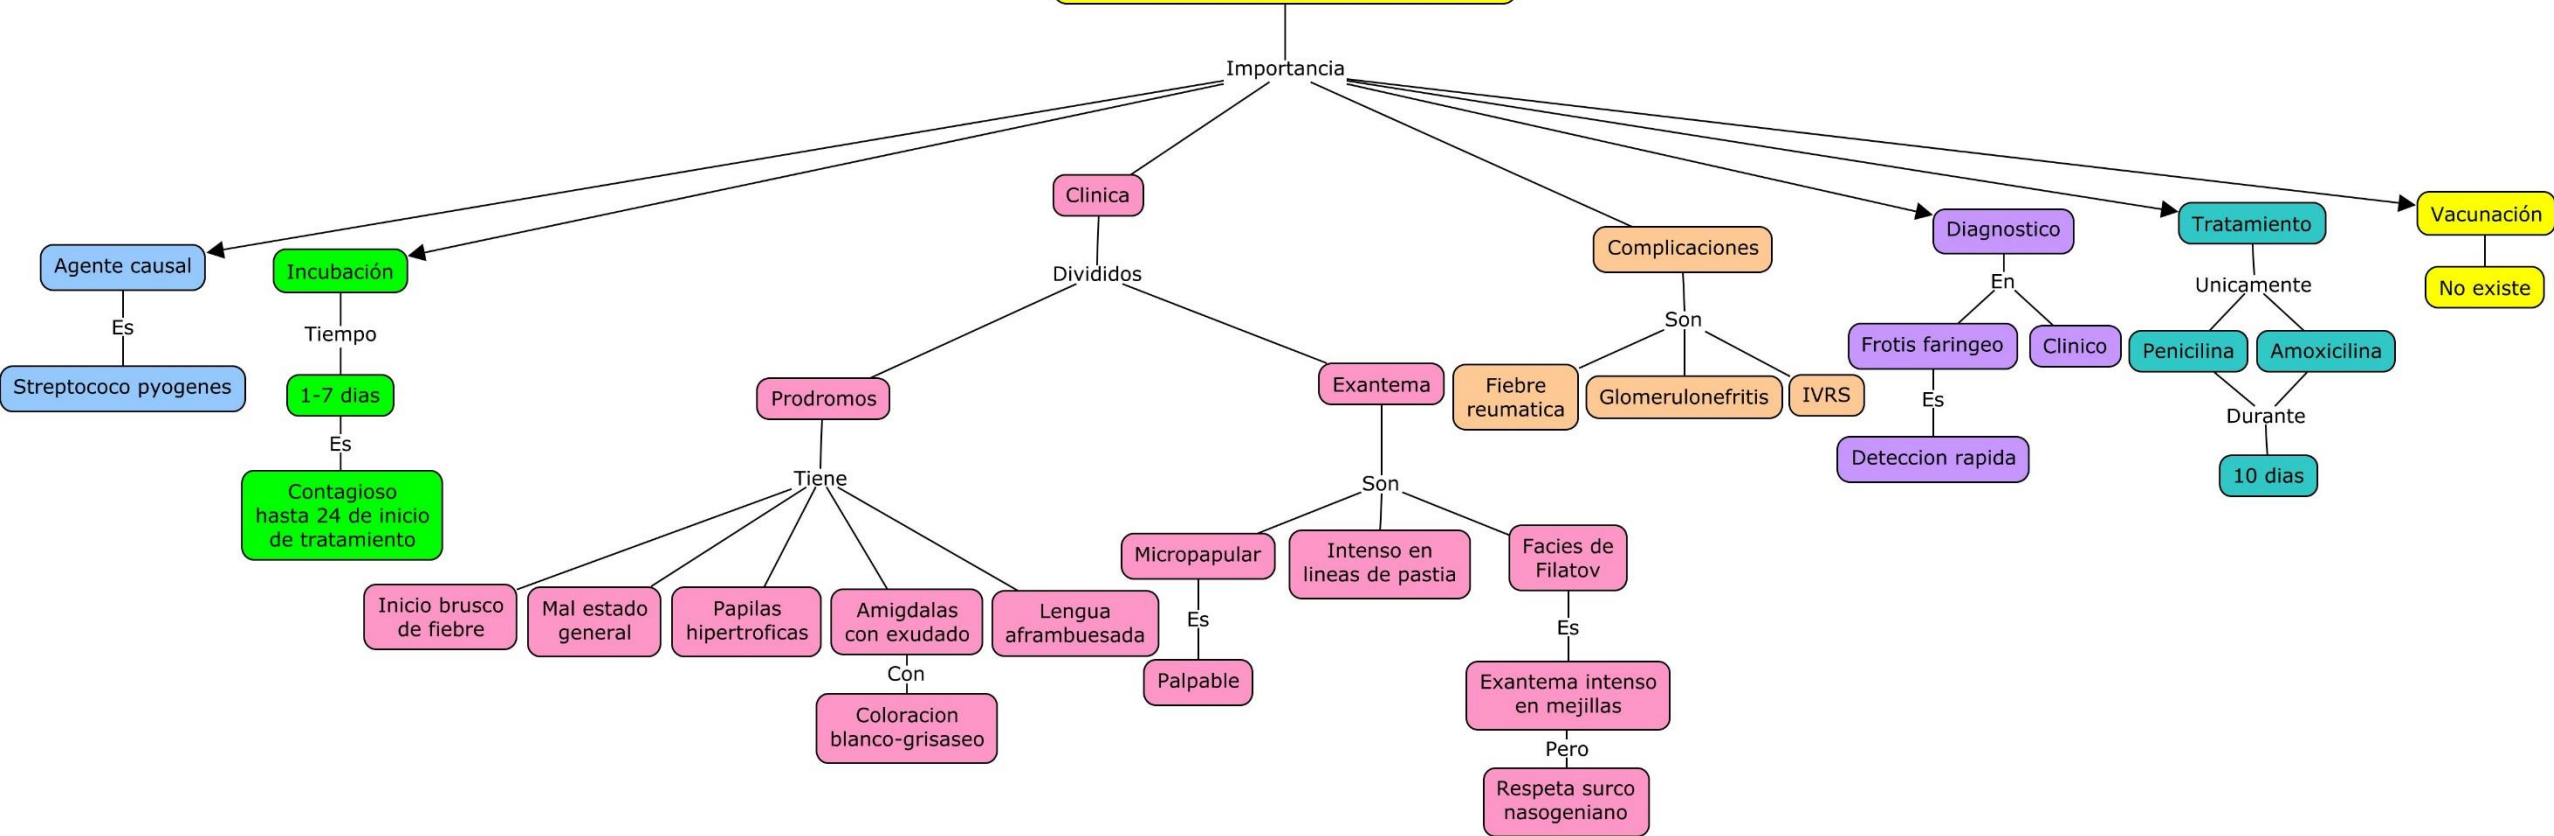 Importancia
Agente causal
Es
Streptococo pyogenes
Incubación
Tiempo
1-7 dias
Es
Contagioso
hasta 24 de inicio
de tratamiento
Clinica
Divididos
Prodromos
Tiene
Inicio brusco
de fiebre
Mal estado
general
Papilas
hipertroficas
Amigdalas
con exudado
Con
Coloracion
blanco-grisaseo
Lengua
aframbuesada
Exantema
Son
Micropapular
Es
Palpable
Intenso en
lineas de pastia
Facies de
Filatov
Es
Exantema intenso
en mejillas
Pero
Respeta surco
nasogeniano
Complicaciones
Son
Fiebre
reumatica
Glomerulonefritis
IVRS
Diagnostico
En
Frotis faringeo
Es
Deteccion rapida
Clinico
Tratamiento
Unicamente
Penicilina
Amoxicilina
Durante
10 dias
Vacunación
No existe